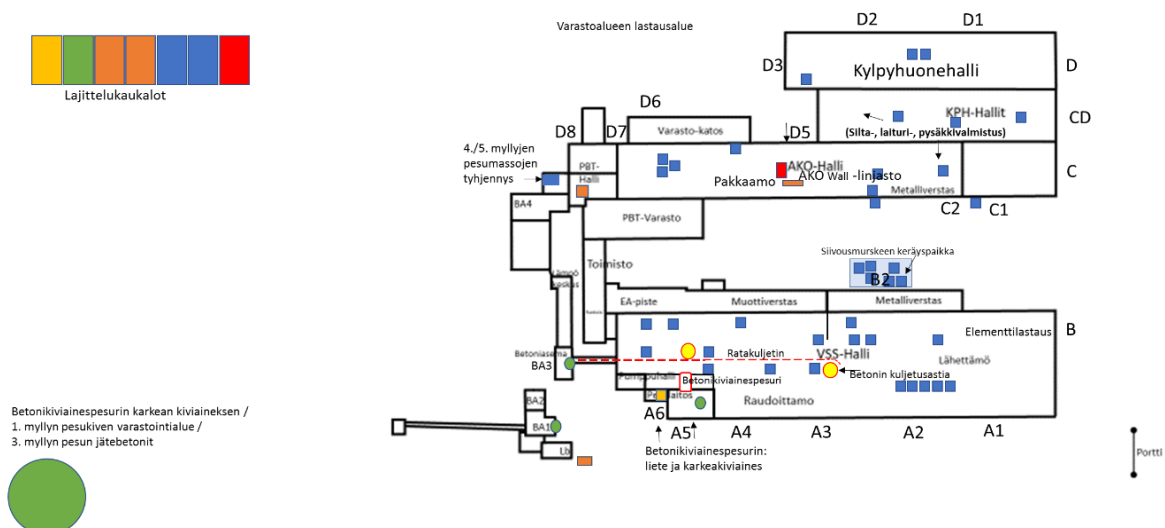 Varastoalueen lastausalue
D2
D1
D3
Kylpyhuonehalli
D
Lajittelukaukalot
KPH-Hallit
CD
(Silta-, laituri-, pysäkkivalmistus)
D6
D8
D7
Varasto-katos
D5
4./5. myllyjen
pesumassojen
tyhjennys
PBT-
Halli
AKO-Halli
Pakkaamo
AKO Wall -linjasto
C
Metalliverstas
BA4
C2
C1
PBT-Varasto
Siivousmurskeen keräyspaikka
Toimisto
B2
EA-piste
Muottiverstas
Metalliverstas
Elementtilastaus
B
Betoniasema
BA3
Ratakuljetin
VSS-Halli
Lähettämö
Pumppuhalli
Betonikiviainespesuri
Betonin kuljetusastia
BA2
Raudoittamo
BA1
A6
A5
A4
A3
A2
A1
Lb
Betonikiviainespesurin:
liete ja karkeakiviaines
Portti
Betonikiviainespesurin karkean kiviaineksen /
1. myllyn pesukiven varastointialue /
3. myllyn pesun jätebetonit